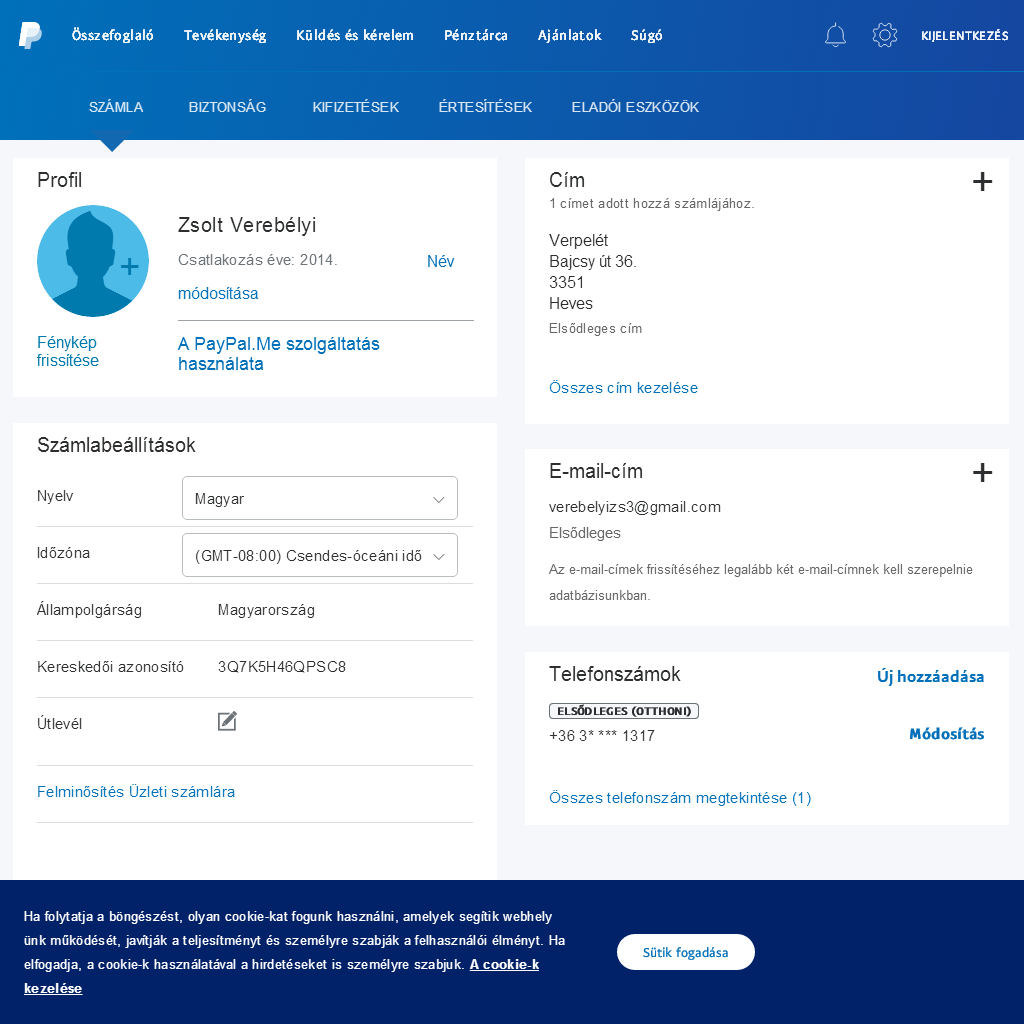 Összefoglaló Tevékenység Küldés és kérelem Pénztárca Ajánlatok Súgó KIJELENTKEZÉS
SZÁMLA BIZTONSÁG KIFIZETÉSEK ÉRTESÍTÉSEK ELADÓI ESZKÖZÖK
Profil
Zsolt Verebélyi
Csatlakozás éve: 2014. Név
módosítása
Fénykép
frissítése
A PayPal.Me szolgáltatás
használata
Számlabeállítások
Nyelv Magyar
Időzóna (GMT-08:00) Csendes-óceáni idő
Állampolgárság Magyarország
Kereskedői azonosító 3Q7K5H46QPSC8
Útlevél
Felminősítés Üzleti számlára
Cím
1 címet adott hozzá számlájához.
Verpelét
Bajcsy út 36.
3351
Heves
Elsődleges cím
Összes cím kezelése
E-mail-cím
verebelyizs3@gmail.com
Elsődleges
Az e-mail-címek frissítéséhez legalább két e-mail-címnek kell szerepelnie
adatbázisunkban.
Telefonszámok Új hozzáadása
ELSŐDLEGES (OTTHONI)
+36 3* *** 1317 Módosítás
Összes telefonszám megtekintése (1)
Ha folytatja a böngészést, olyan cookie-kat fogunk használni, amelyek segítik webhely
ünk működését, javítják a teljesítményt és személyre szabják a felhasználói élményt. Ha
elfogadja, a cookie-k használatával a hirdetéseket is személyre szabjuk. A cookie-k
kezelése
Sütik fogadása